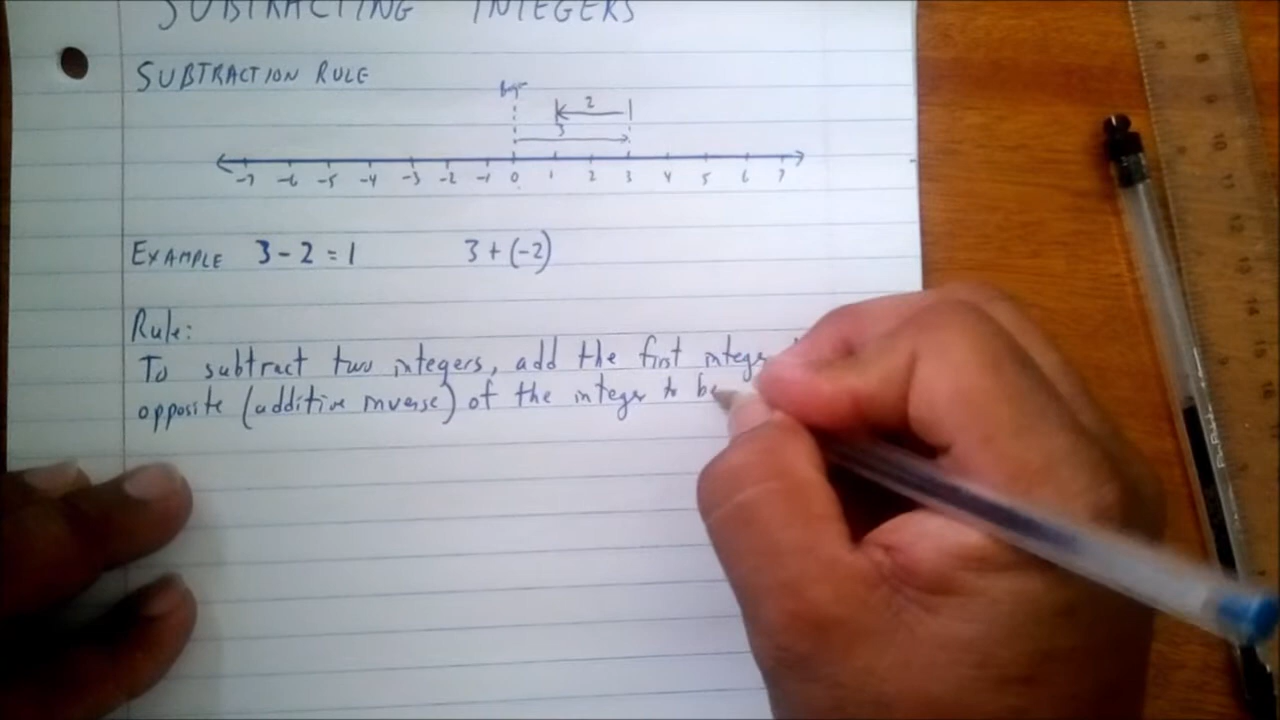 SUBTRACTING INTEGERS
SUBTRACTION RULE
2
3
-7 -6 -5 -4 -3 -2 -1 0 1 2 3 4 5 6 7
EXAMPLE 3 - 2 = 1 3 + (-2)
Rule:
To subtract two integers, add the first integer
opposite (additive inverse) of the integer to be